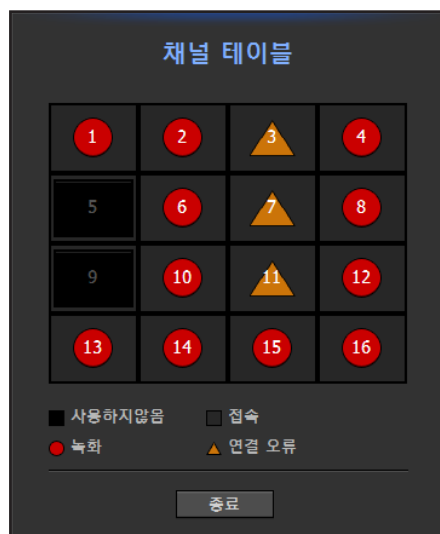 채널 테이블
1 2 3 4
5 6 7 8
9 10 11 12
13 14 15 16
사용하지않음 접속
녹화 연결 오류
종료